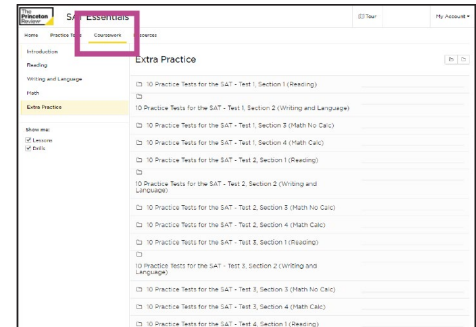 The
Princeton
Review
SAT Essentials
Tour
My Account
Home Practice Tests Coursework Resources
Introduction
Reading
Writing and Language
Math
Extra Practice
Show me:
Lessons
Drills
Extra Practice
10 Practice Tests for the SAT - Test 1, Section 1 (Reading)
10 Practice Tests for the SAT - Test 1, Section 2 (Writing and Language)
10 Practice Tests for the SAT - Test 1, Section 3 (Math No Calc)
10 Practice Tests for the SAT - Test 1, Section 4 (Math Calc)
10 Practice Tests for the SAT - Test 2, Section 1 (Reading)
10 Practice Tests for the SAT - Test 2, Section 2 (Writing and
Language)
10 Practice Tests for the SAT - Test 2, Section 3 (Math No Calc)
10 Practice Tests for the SAT - Test 2, Section 4 (Math Calc)
10 Practice Tests for the SAT - Test 3, Section 1 (Reading)
10 Practice Tests for the SAT - Test 3, Section 2 (Writing and
Language)
10 Practice Tests for the SAT - Test 3, Section 3 (Math No Calc)
10 Practice Tests for the SAT - Test 3, Section 4 (Math Calc)
10 Practice Tests for the SAT - Test 4, Section 1 (Reading)